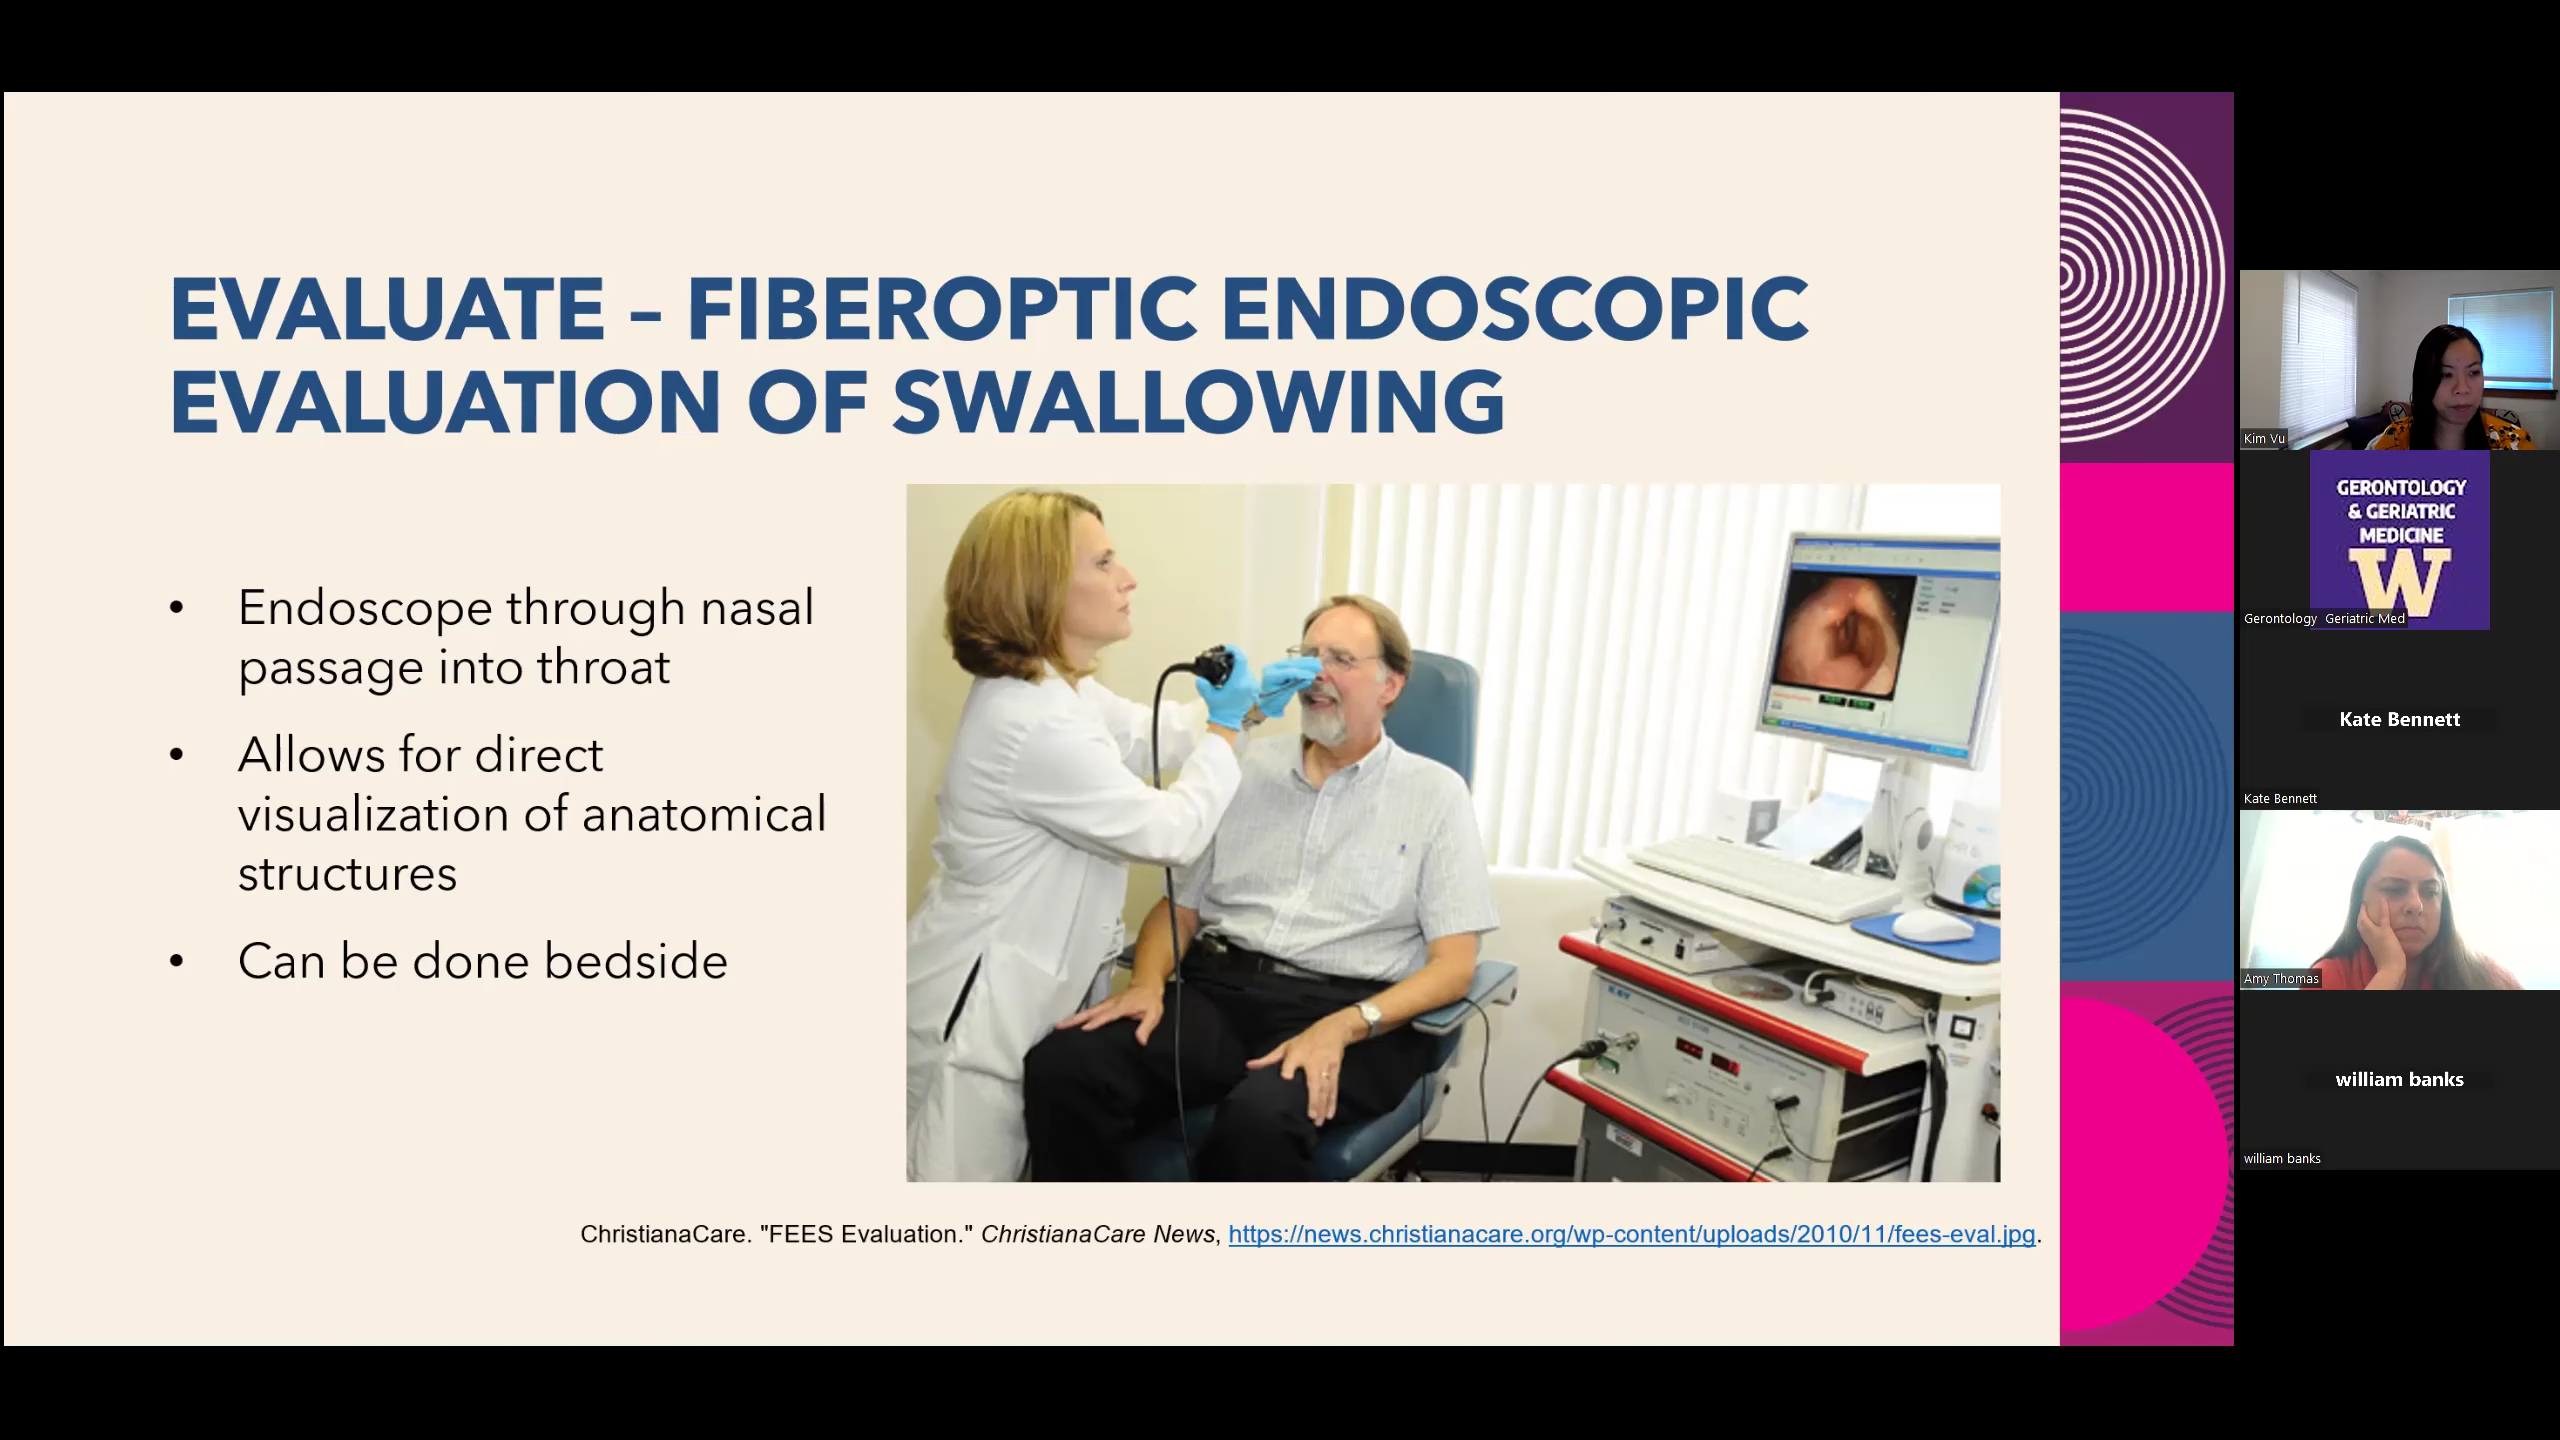 EVALUATE – FIBEROPTIC ENDOSCOPIC
EVALUATION OF SWALLOWING
• Endoscope through nasal
passage into throat
• Allows for direct
visualization of anatomical
structures
• Can be done bedside
ChristianaCare. "FEES Evaluation." ChristianaCare News, https://news.christianacare.org/wp-content/uploads/2010/11/fees-eval.jpg.
Kim Vu
GERONTOLOGY
& GERIATRIC
MEDICINE
W
Gerontology Geriatric Med
Kate Bennett
Kate Bennett
Amy Thomas
william banks
william banks